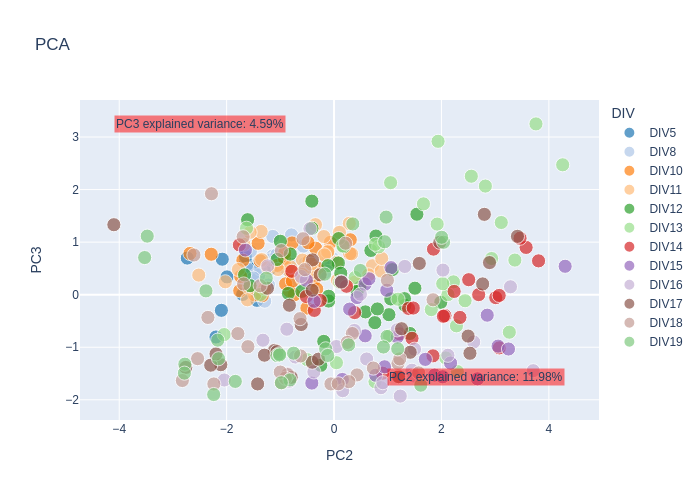 PCA
PC3 explained variance: 4.59%
PC2 explained variance: 11.98%
3
2
1
0
−1
−2
−4
−2
0
2
4
PC2
PC3
DIV
DIV5
DIV8
DIV10
DIV11
DIV12
DIV13
DIV14
DIV15
DIV16
DIV17
DIV18
DIV19